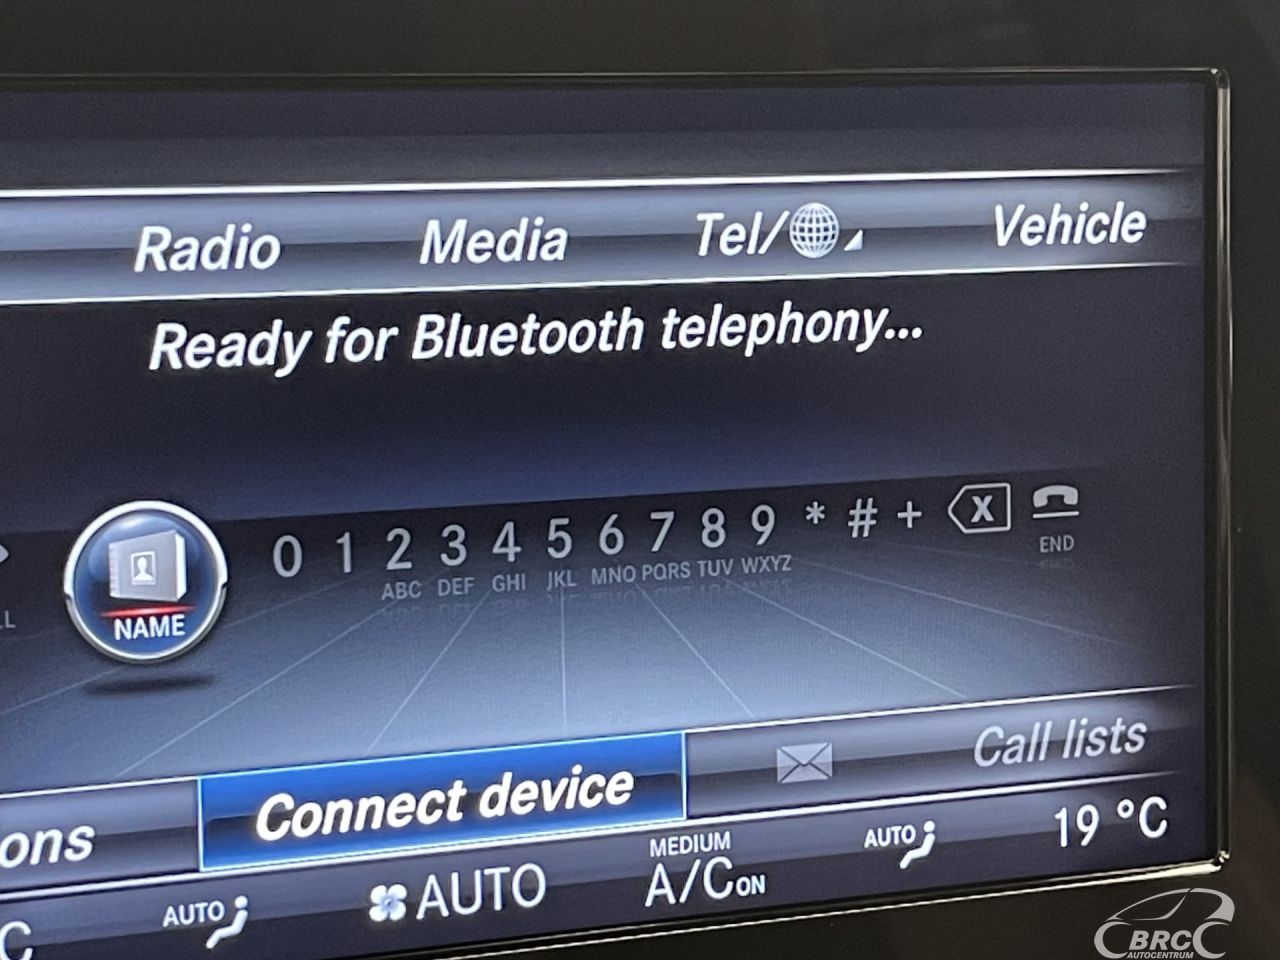 Radio Media Tel/ Vehicle
Ready for Bluetooth telephony...
0 1 2 3 4 5 6 7 8 9 * # + X
ABC DEF GHI JKL MNO PQRS TUV WXYZ END
NAME
ons Connect device Call lists
AUTO AUTO MEDIUM A/C ON AUTO 19 °C
C
BRC
AUTOCENTRUM